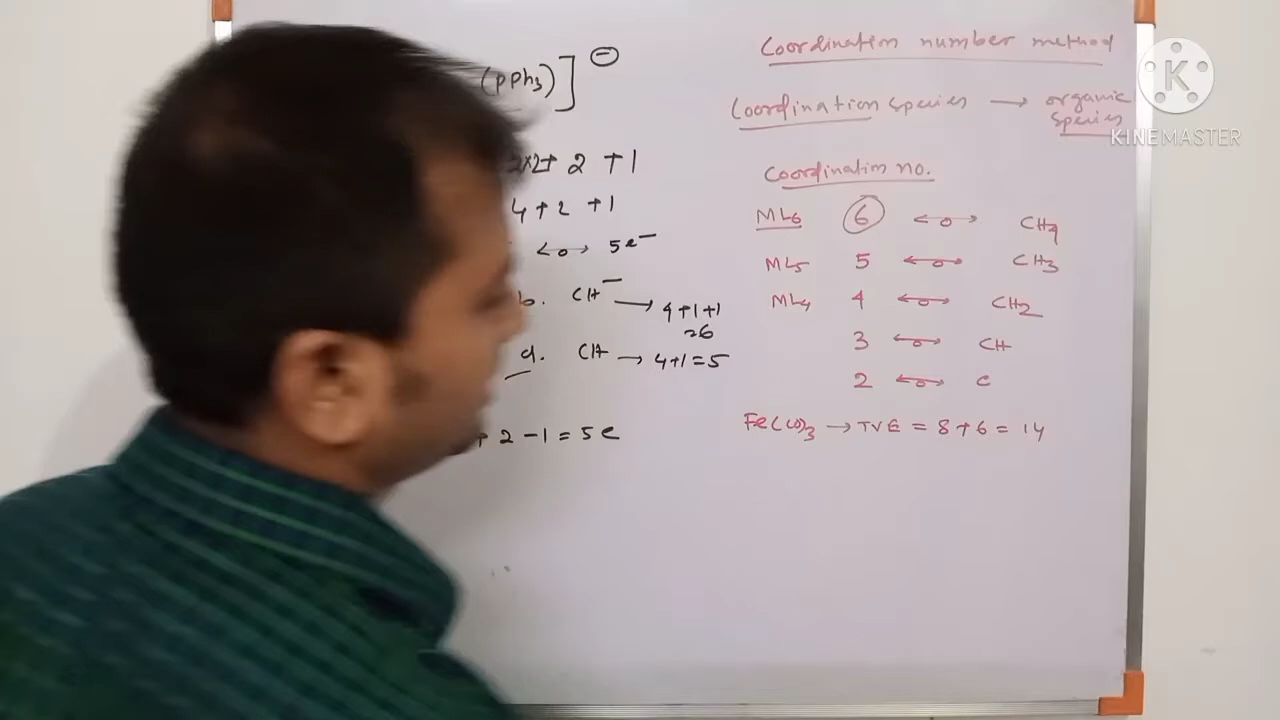 (PPh3)]⊖
2×2+ 2 +1
4 + 2 +1
↔ 5e⁻
b. CH⁻ → 4+1+1
=6
d. CH → 4+1=5
+ 2 - 1 = 5e
Coordination number method
Coordination species → organic
species
Coordination no.
ML6 6 ↔ CH4
ML5 5 ↔ CH3
ML4 4 ↔ CH2
3 ↔ CH
2 ↔ C
Fe(CO)3 → TVE = 8 + 6 = 14
K
KINEMASTER